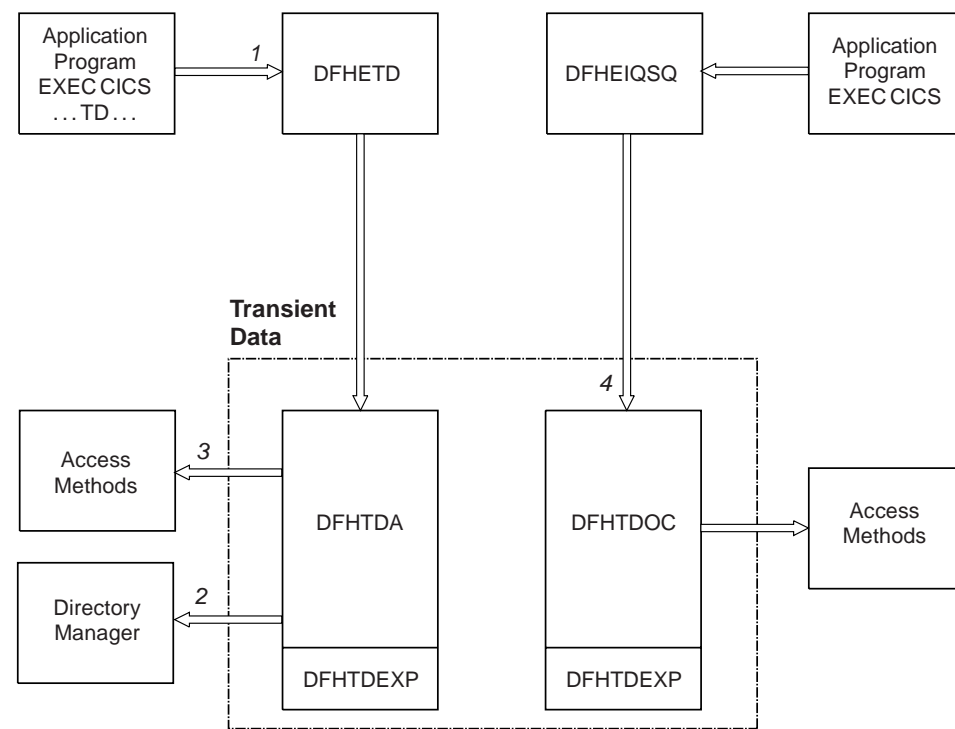 Application
Program
EXEC CICS
...TD...
1
DFHETD
DFHEIQSQ
Application
Program
EXEC CICS
Transient
Data
4
3
Access
Methods
DFHTDA
DFHTDOC
Access
Methods
2
Directory
Manager
DFHTDEXP
DFHTDEXP